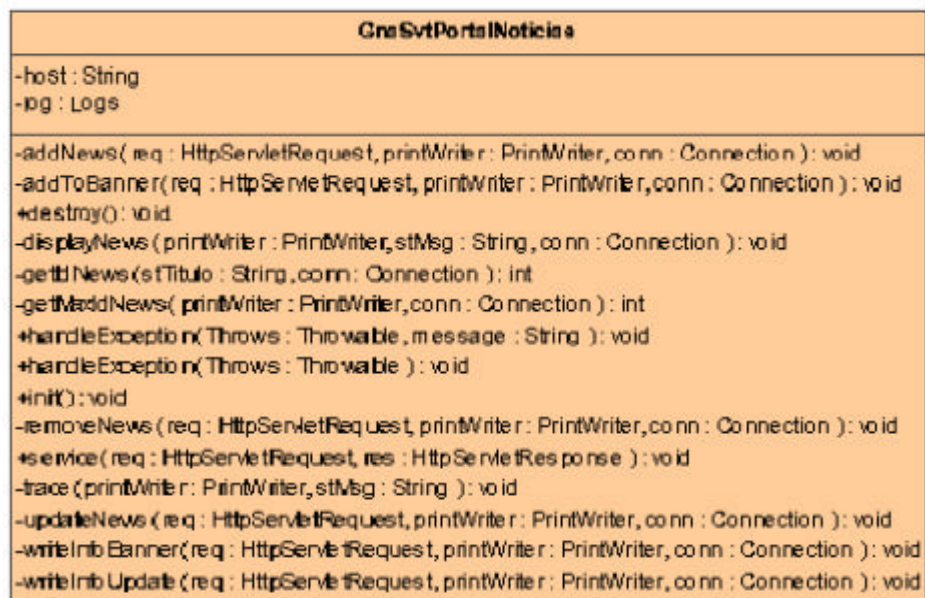 GnsSvtPortalNoticias
-host : String
-log : Logs
-addNews( req : HttpServletRequest, printWriter : PrintWriter, conn : Connection ) : void
-addToBanner(req : HttpServletRequest, printWriter : PrintWriter, conn : Connection ) : void
+destroy() : void
-displayNews(printWriter : PrintWriter, stMsg : String, conn : Connection ) : void
-getIdNews(stTitulo : String, conn : Connection ) : int
-getMaxIdNews( printWriter : PrintWriter, conn : Connection ) : int
+handleException( Throws : Throwable, message : String ) : void
+handleException( Throws : Throwable ) : void
+init() : void
-removeNews(req : HttpServletRequest, printWriter : PrintWriter, conn : Connection ) : void
+service(req : HttpServletRequest, res : HttpServletResponse ) : void
-trace(printWriter : PrintWriter, stMsg : String ) : void
-updateNews(req : HttpServletRequest, printWriter : PrintWriter, conn : Connection ) : void
-writeInfoBanner(req : HttpServletRequest, printWriter : PrintWriter, conn : Connection ) : void
-writeInfoUpdate(req : HttpServletRequest, printWriter : PrintWriter, conn : Connection ) : void